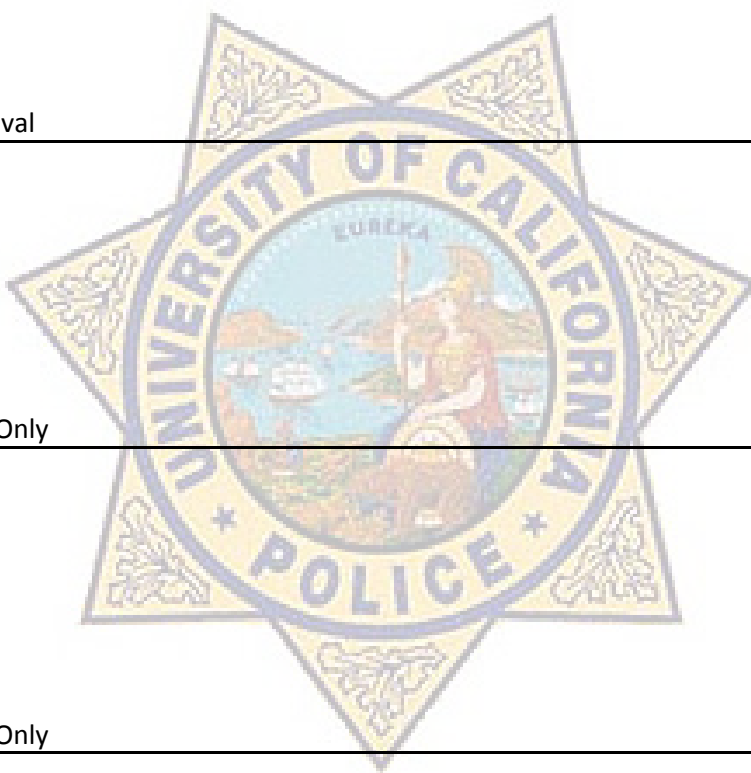 val
UNIVERSITY OF CALIFORNIA
EUREKA
Only
POLICE
Only